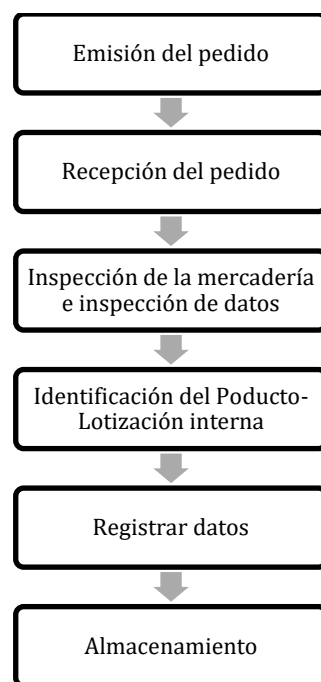 Emisión del pedido
Recepción del pedido
Inspección de la mercadería
e inspección de datos
Identificación del Poducto-
Lotización interna
Registrar datos
Almacenamiento